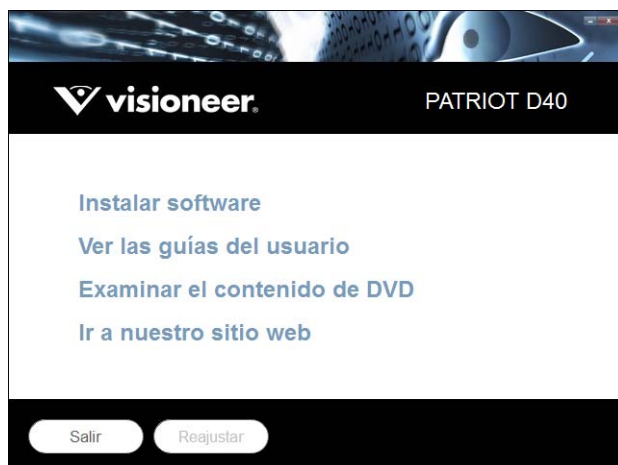 visioneer.
PATRIOT D40
Instalar software
Ver las guías del usuario
Examinar el contenido de DVD
Ir a nuestro sitio web
Salir
Reajustar